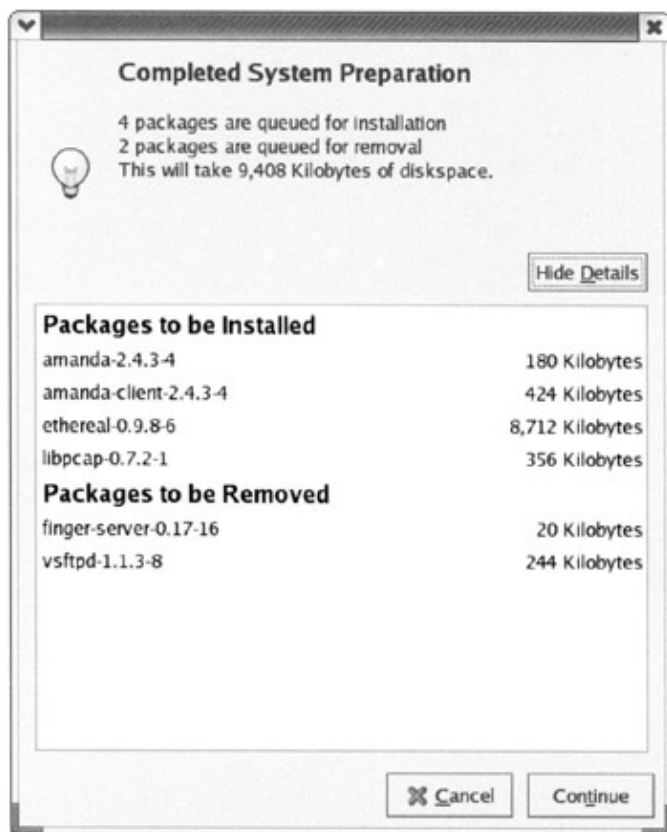 Completed System Preparation
4 packages are queued for installation
2 packages are queued for removal
This will take 9,408 Kilobytes of diskspace.
Hide Details
Packages to be Installed
amanda-2.4.3-4 180 Kilobytes
amanda-client-2.4.3-4 424 Kilobytes
ethereal-0.9.8-6 8,712 Kilobytes
libpcap-0.7.2-1 356 Kilobytes
Packages to be Removed
finger-server-0.17-16 20 Kilobytes
vsftpd-1.1.3-8 244 Kilobytes
Cancel Continue